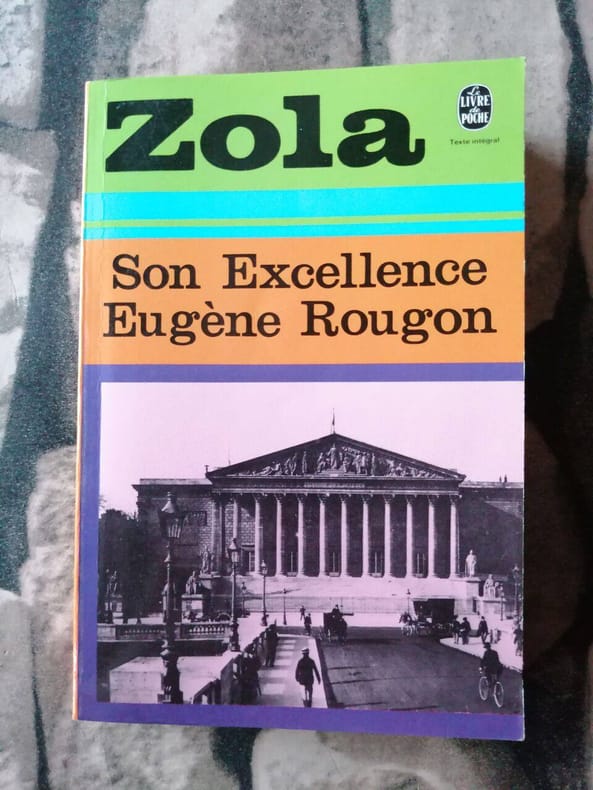 Zola
Le
LIVRE
de
POCHE
Texte intégral
Son Excellence
Eugène Rougon